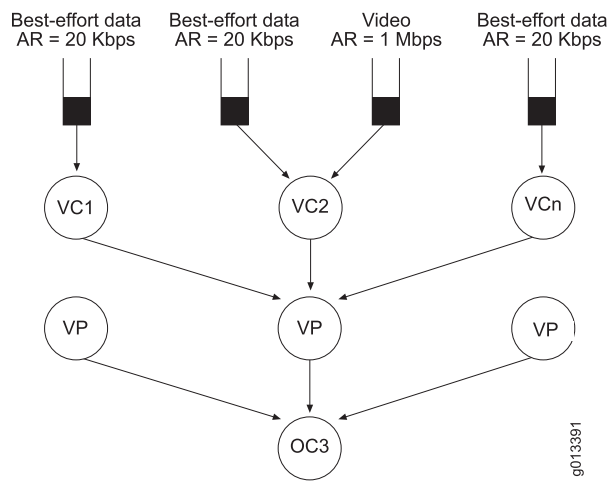 Best-effort data
AR = 20 Kbps
Best-effort data
AR = 20 Kbps
Video
AR = 1 Mbps
Best-effort data
AR = 20 Kbps
VC1
VC2
VCn
VP
VP
VP
OC3
g013391